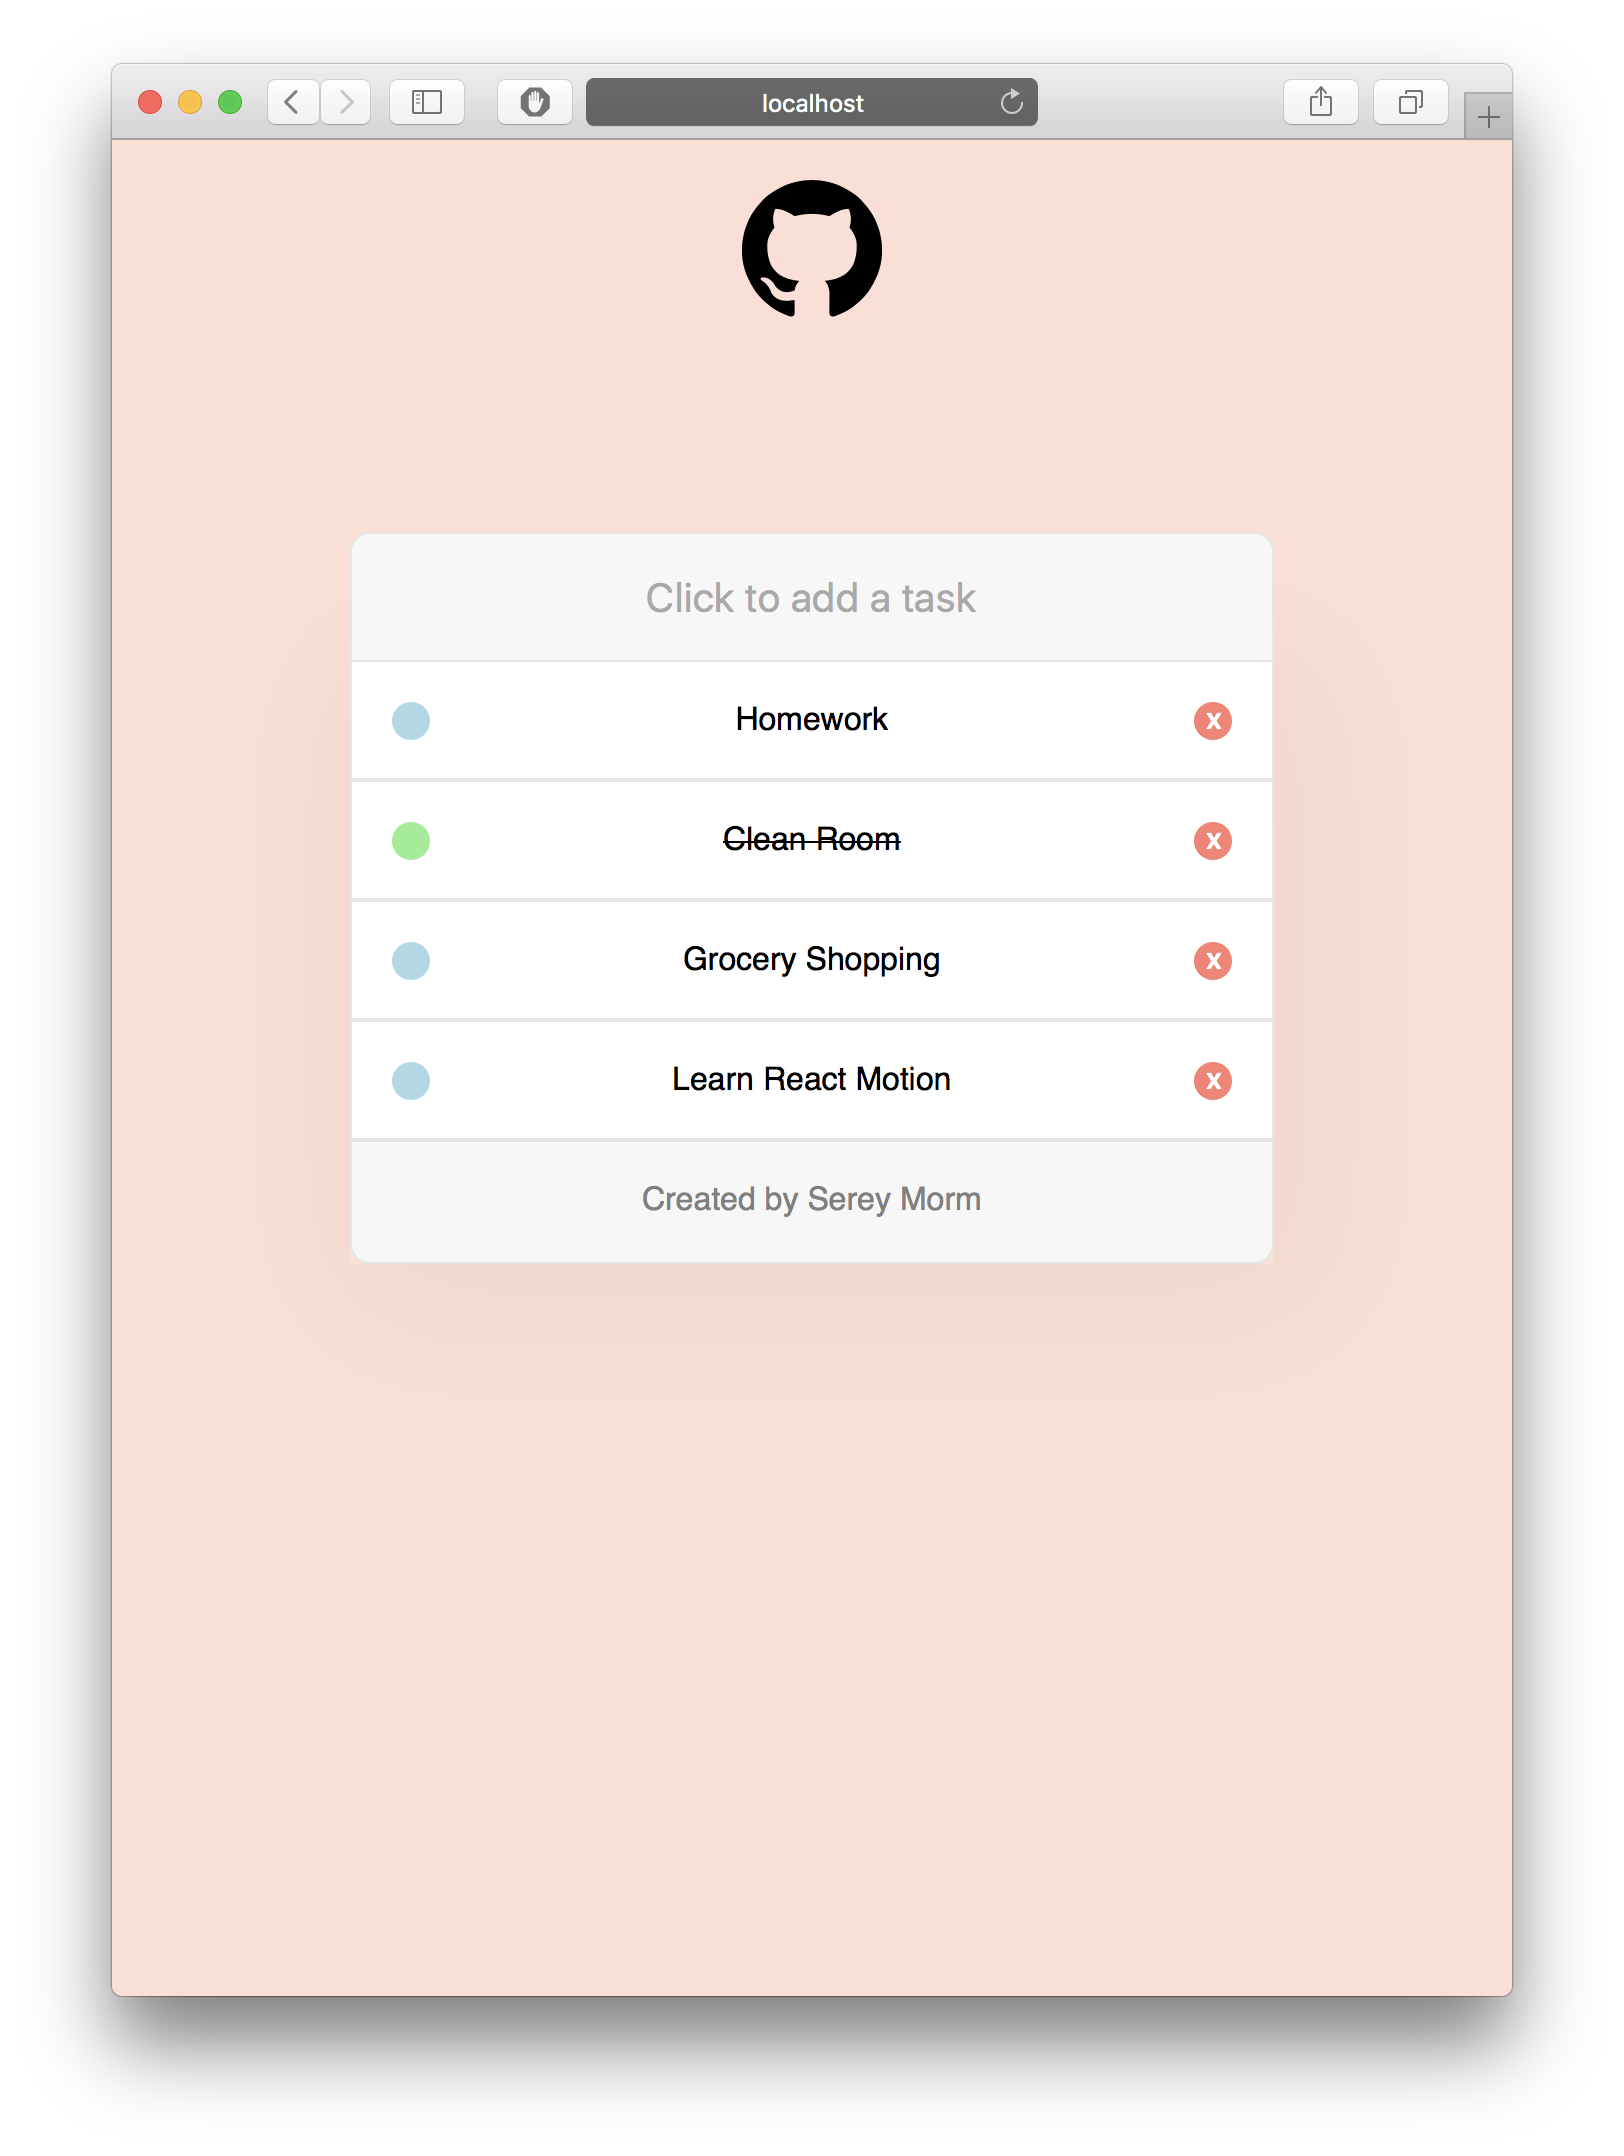 localhost
Click to add a task
Homework x
Clean Room x
Grocery Shopping x
Learn React Motion x
Created by Serey Morm